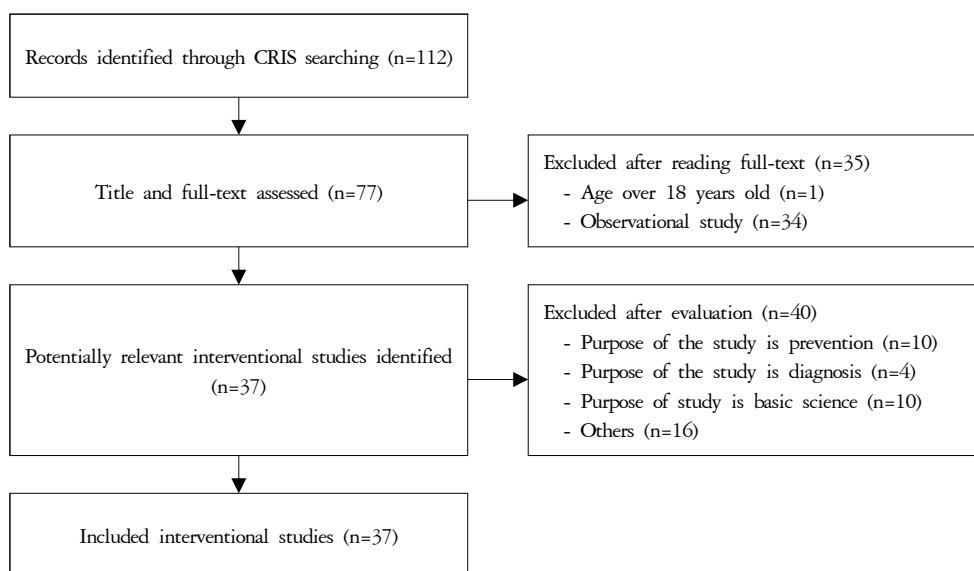 Records identified through CRIS searching (n=112)
Title and full-text assessed (n=77)
Excluded after reading full-text (n=35)
- Age over 18 years old (n=1)
- Observational study (n=34)
Potentially relevant interventional studies identified
(n=37)
Excluded after evaluation (n=40)
- Purpose of the study is prevention (n=10)
- Purpose of the study is diagnosis (n=4)
- Purpose of study is basic science (n=10)
- Others (n=16)
Included interventional studies (n=37)